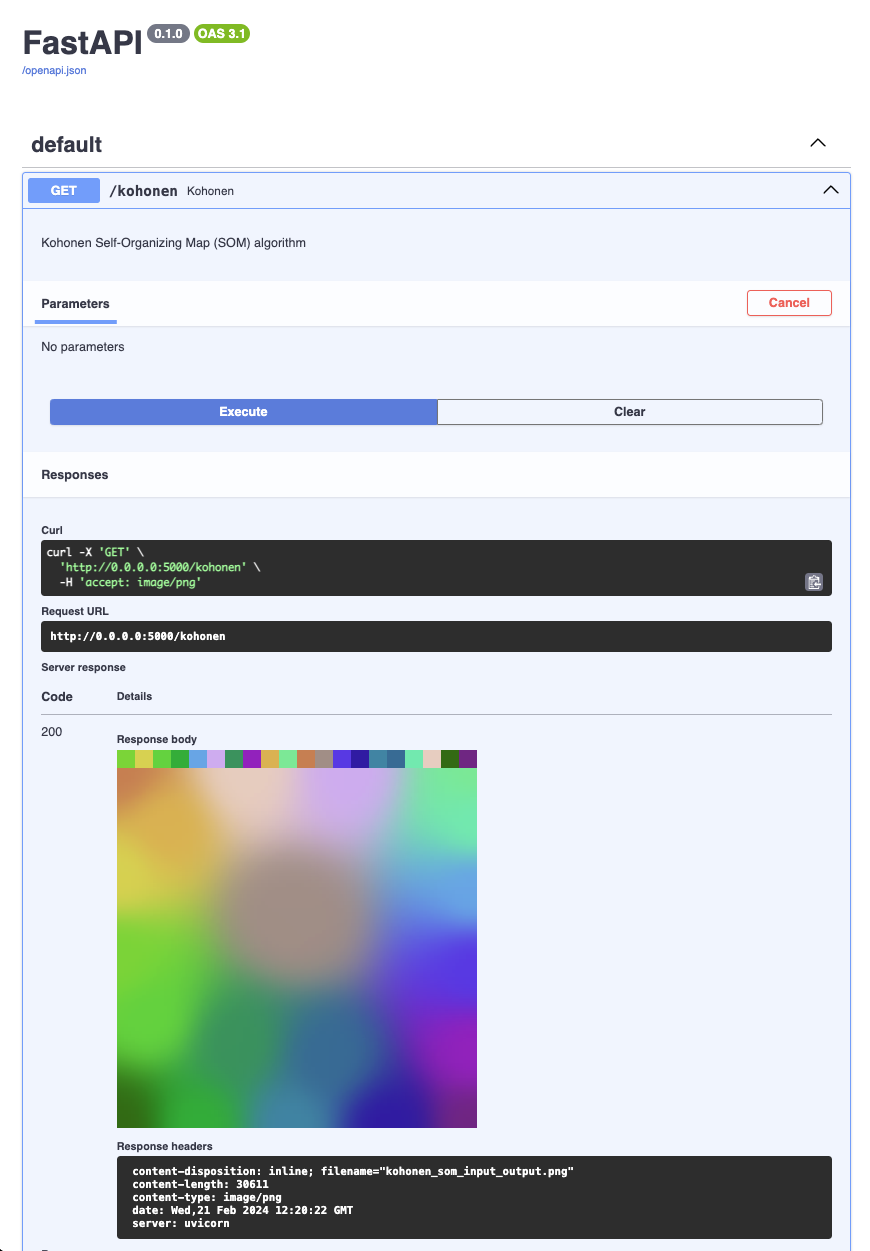 FastAPI 0.1.0 OAS 3.1
/openapi.json
default
GET /kohonen Kohonen
Kohonen Self-Organizing Map (SOM) algorithm
Parameters Cancel
No parameters
Execute Clear
Responses
Curl
curl -X 'GET' \
'http://0.0.0.0:5000/kohonen' \
-H 'accept: image/png'
Request URL
http://0.0.0.0:5000/kohonen
Server response
Code Details
200
Response body
Response headers
content-disposition: inline; filename="kohonen_som_input_output.png"
content-length: 30611
content-type: image/png
date: Wed,21 Feb 2024 12:20:22 GMT
server: uvicorn